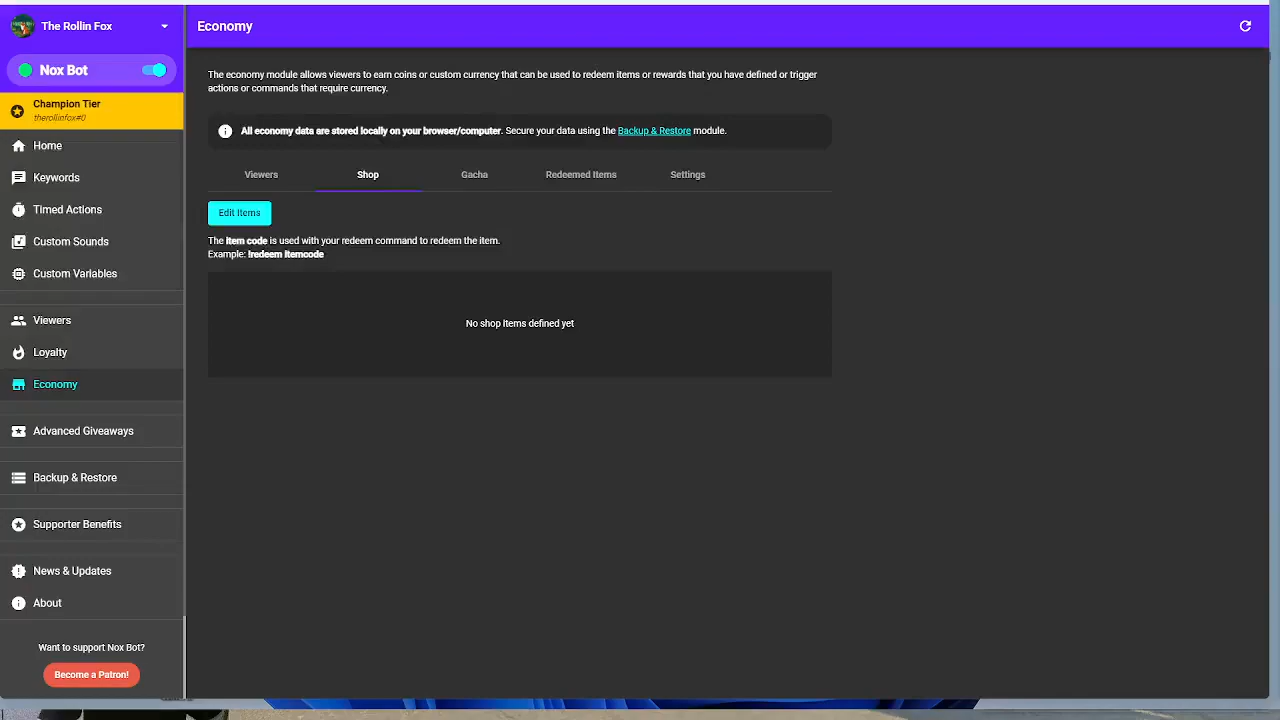 The Rollin Fox
Nox Bot
Champion Tier
therollinfox#0
Home
Keywords
Timed Actions
Custom Sounds
Custom Variables
Viewers
Loyalty
Economy
Advanced Giveaways
Backup & Restore
Supporter Benefits
News & Updates
About
Want to support Nox Bot?
Become a Patron!
Economy
The economy module allows viewers to earn coins or custom currency that can be used to redeem items or rewards that you have defined or trigger
actions or commands that require currency.
All economy data are stored locally on your browser/computer. Secure your data using the Backup & Restore module.
Viewers Shop Gacha Redeemed Items Settings
Edit Items
The item code is used with your redeem command to redeem the item.
Example: !redeem itemcode
No shop items defined yet